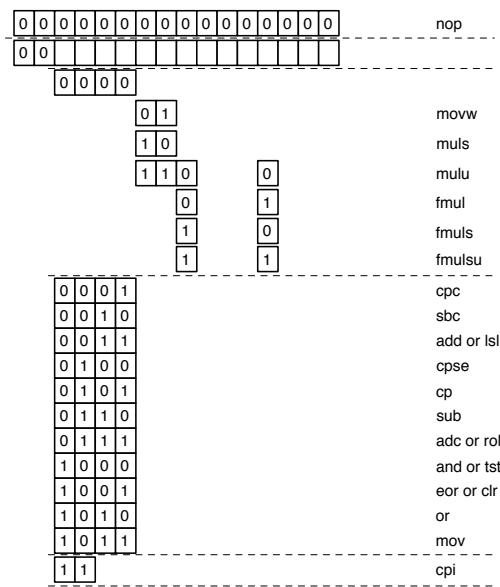 0 0 0 0 0 0 0 0 0 0 0 0 0 0 0 0 nop
0 0
0 0 0 0
0 1 movw
1 0 muls
1 1 0 0 mulu
0 1 fmul
1 0 fmuls
1 1 fmulsu
0 0 0 1 cpc
0 0 1 0 sbc
0 0 1 1 add or lsl
0 1 0 0 cpse
0 1 0 1 cp
0 1 1 0 sub
0 1 1 1 adc or rol
1 0 0 0 and or tst
1 0 0 1 eor or clr
1 0 1 0 or
1 0 1 1 mov
1 1 cpi